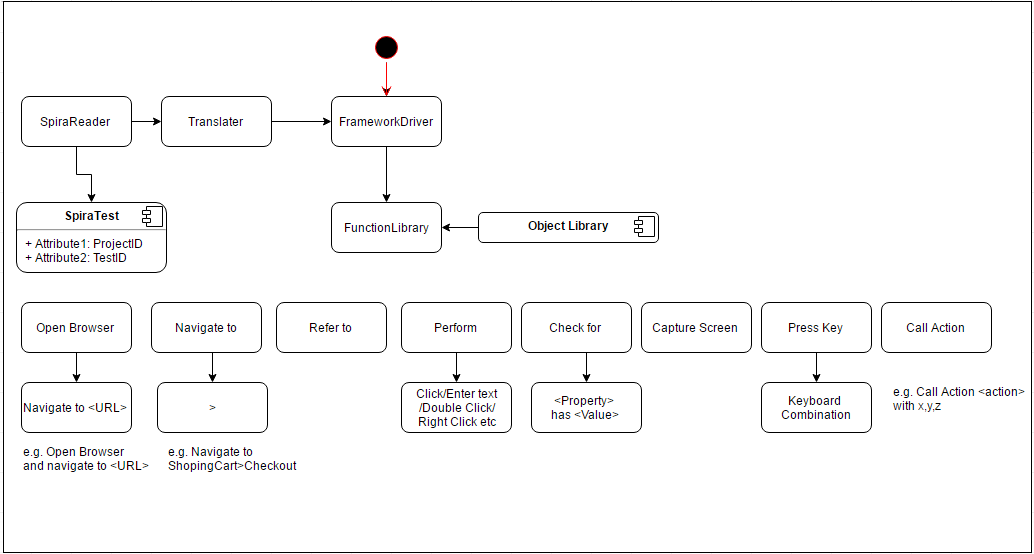 SpiraReader
Translater
FrameworkDriver
SpiraTest
+ Attribute1: ProjectID
+ Attribute2: TestID
FunctionLibrary
Object Library
Open Browser
Navigate to
Refer to
Perform
Check for
Capture Screen
Press Key
Call Action
Navigate to <URL>
>
Click/Enter text
/Double Click/
Right Click etc
<Property>
has <Value>
Keyboard
Combination
e.g. Call Action <action>
with x,y,z
e.g. Open Browser
and navigate to <URL>
e.g. Navigate to
ShopingCart>Checkout